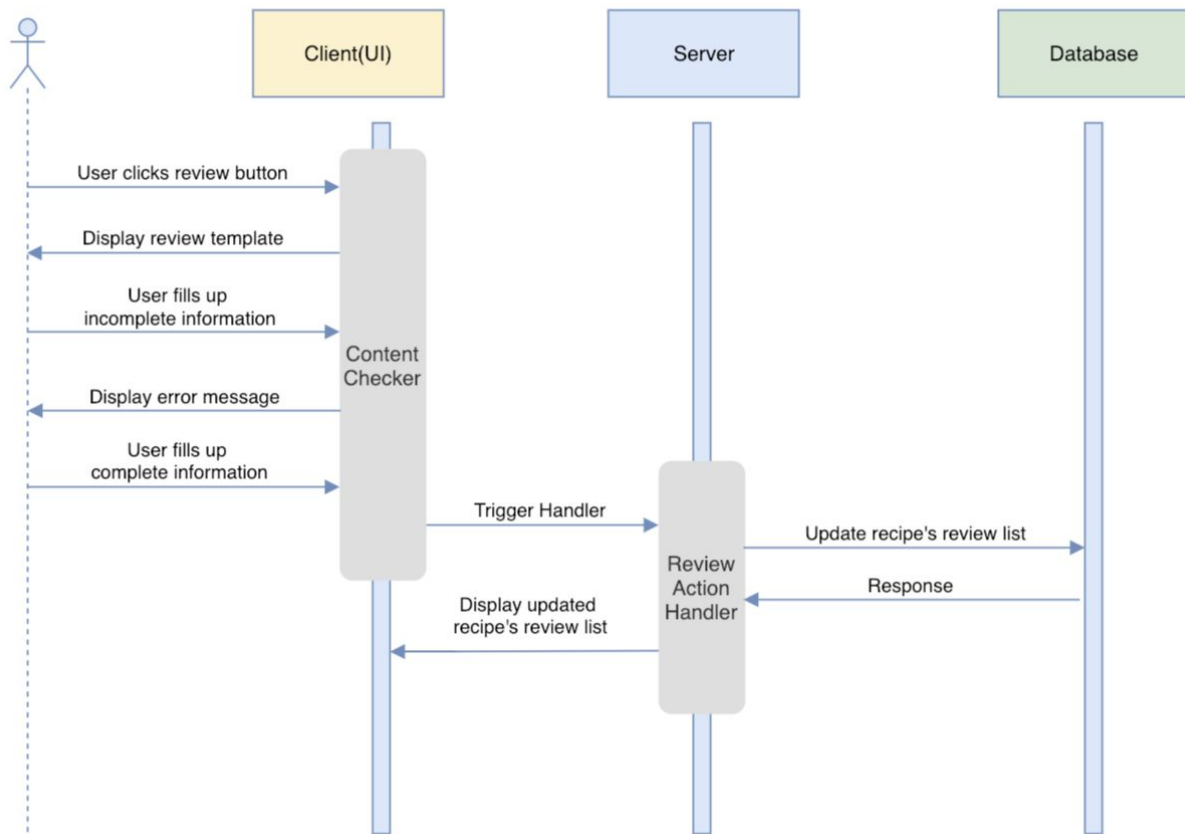 Client(UI)
Server
Database
User clicks review button
Display review template
User fills up
incomplete information
Content
Checker
Display error message
User fills up
complete information
Trigger Handler
Update recipe's review list
Review
Action
Handler
Response
Display updated
recipe's review list